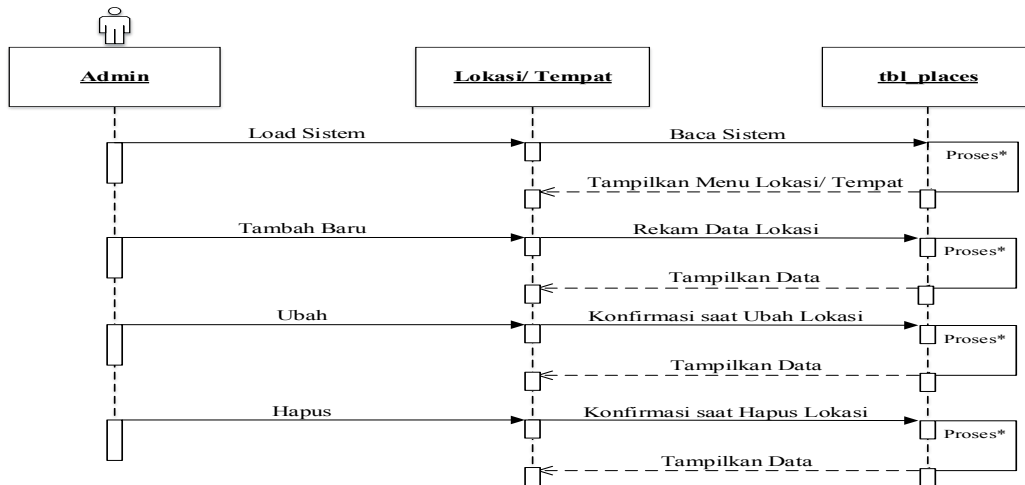 Admin
Lokasi/ Tempat
tbl_places
Load Sistem
Baca Sistem
Proses*
Tampilkan Menu Lokasi/ Tempat
Tambah Baru
Rekam Data Lokasi
Proses*
Tampilkan Data
Ubah
Konfirmasi saat Ubah Lokasi
Proses*
Tampilkan Data
Hapus
Konfirmasi saat Hapus Lokasi
Proses*
Tampilkan Data